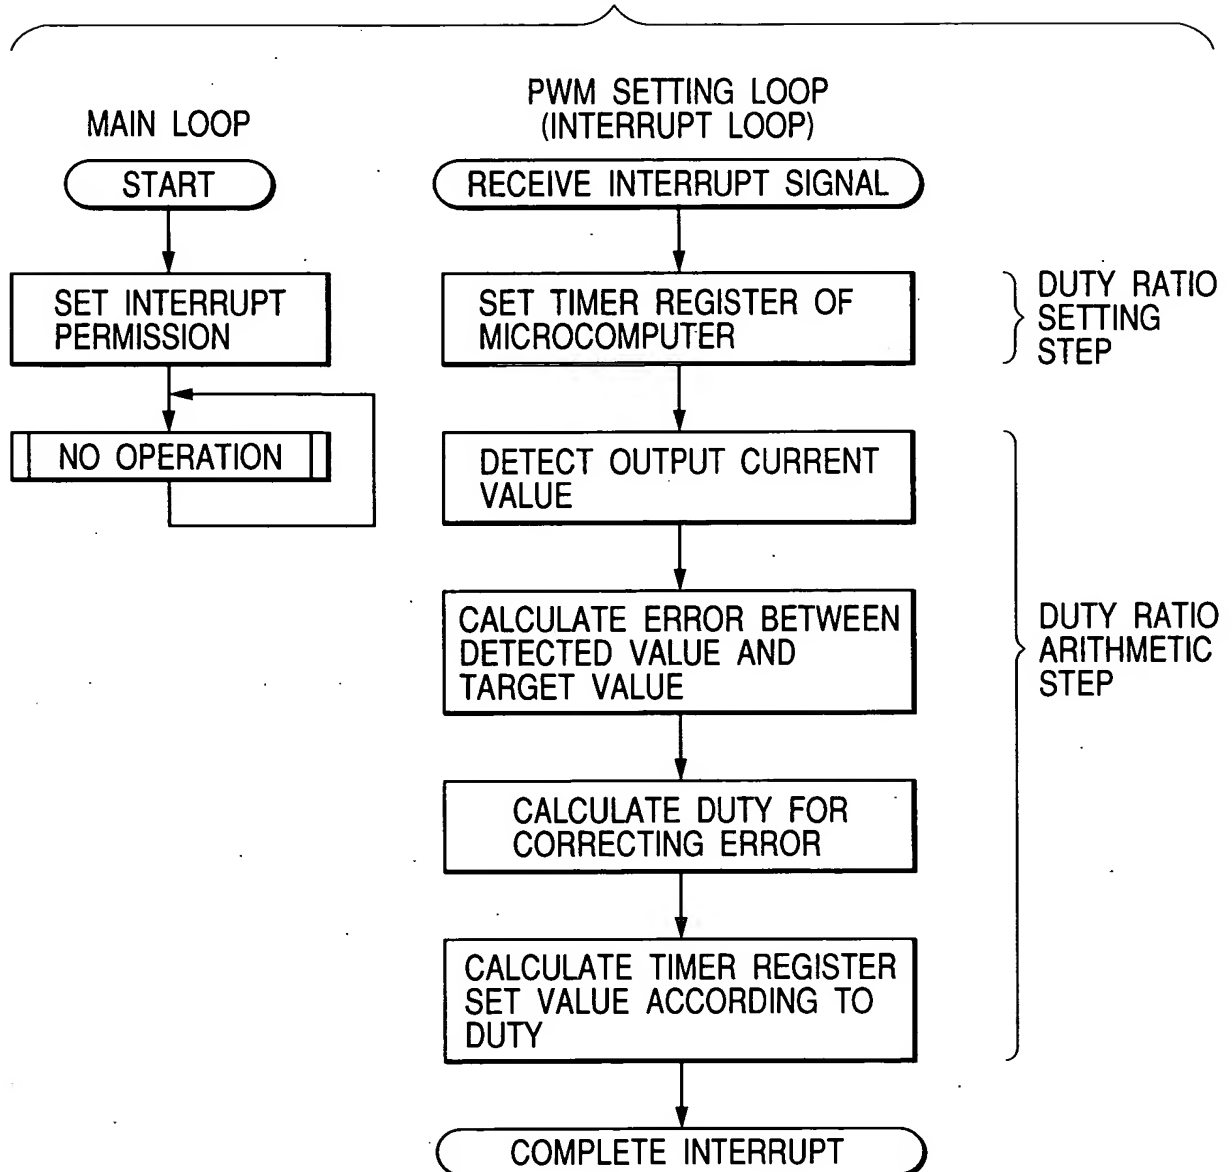 MAIN LOOP
START
SET INTERRUPT
PERMISSION
NO OPERATION
PWM SETTING LOOP
(INTERRUPT LOOP)
RECEIVE INTERRUPT SIGNAL
SET TIMER REGISTER OF
MICROCOMPUTER
DUTY RATIO
SETTING
STEP
DETECT OUTPUT CURRENT
VALUE
CALCULATE ERROR BETWEEN
DETECTED VALUE AND
TARGET VALUE
CALCULATE DUTY FOR
CORRECTING ERROR
CALCULATE TIMER REGISTER
SET VALUE ACCORDING TO
DUTY
DUTY RATIO
ARITHMETIC
STEP
COMPLETE INTERRUPT